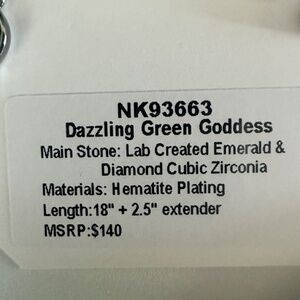 NK93663
Dazzling Green Goddess
Main Stone: Lab Created Emerald &
Diamond Cubic Zirconia
Materials: Hematite Plating
Length:18" + 2.5" extender
MSRP:$140